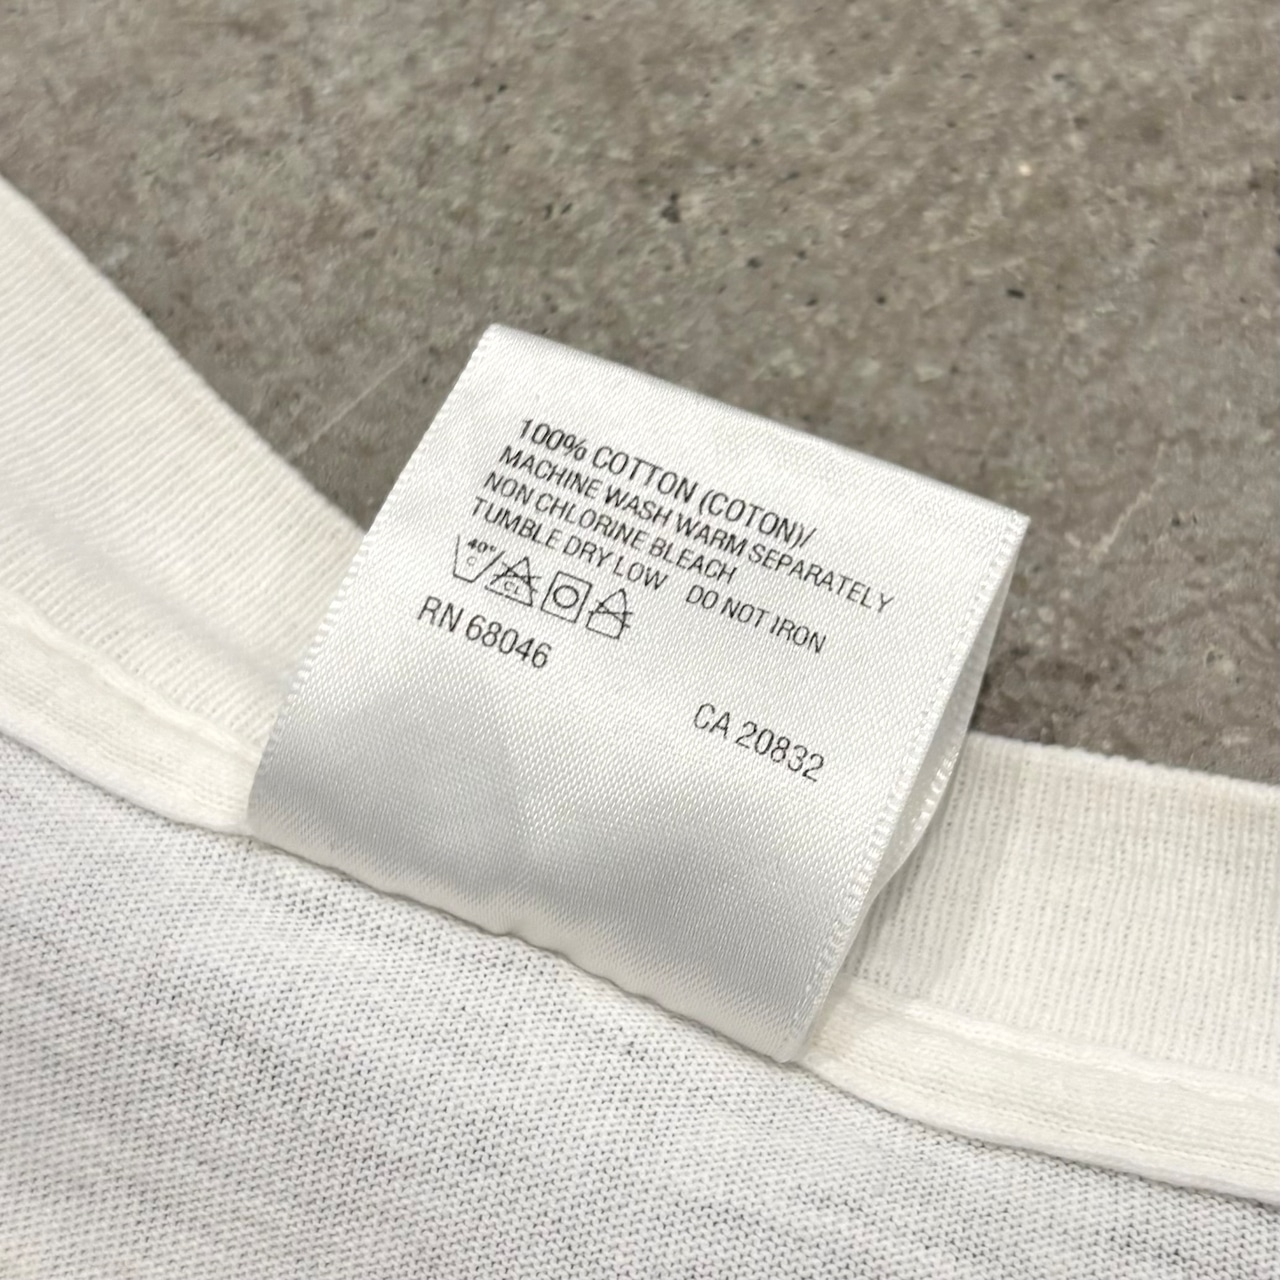 100% COTTON (COTON)/
MACHINE WASH WARM SEPARATELY
NON CHLORINE BLEACH
TUMBLE DRY LOW DO NOT IRON
40°
C
CL
RN 68046
CA 20832